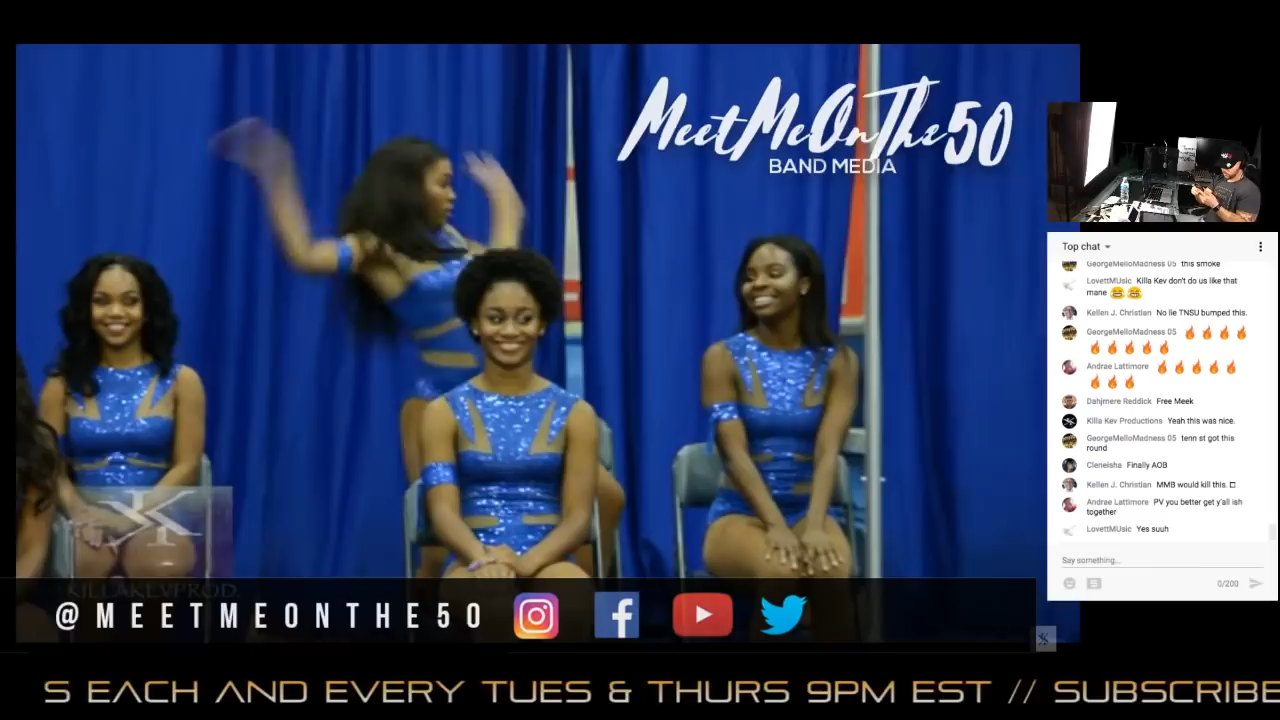 MeetMeOnThe50
BAND MEDIA
Top chat
GeorgeMelloMadness 05 this smoke
LovettMUsic Killa Kev don't do us like that
mane 😂 😂
Kellen J. Christian No lie TNSU bumped this.
GeorgeMelloMadness 05 🔥 🔥 🔥 🔥
🔥 🔥 🔥 🔥 🔥
Andrae Lattimore 🔥 🔥 🔥 🔥 🔥
🔥 🔥 🔥
Dahjmere Reddick Free Meek
Killa Kev Productions Yeah this was nice.
GeorgeMelloMadness 05 tenn st got this
round
Cleneisha Finally AOB
Kellen J. Christian MMB would kill this. □
Andrae Lattimore PV you better get y'all ish
together
LovettMUsic Yes suuh
Say something...
0/200
KILLAKEVPROD.
@MEETMEONTHE50
S EACH AND EVERY TUES & THURS 9PM EST // SUBSCRIBE